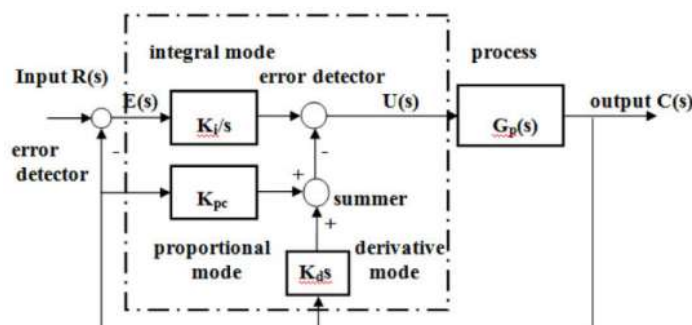 integral mode
process
Input R(s)
error detector
E(s)
U(s)
output C(s)
Ki/s
Gp(s)
-
error
detector
-
+
Kpc
summer
+
proportional
mode
derivative
mode
Kds